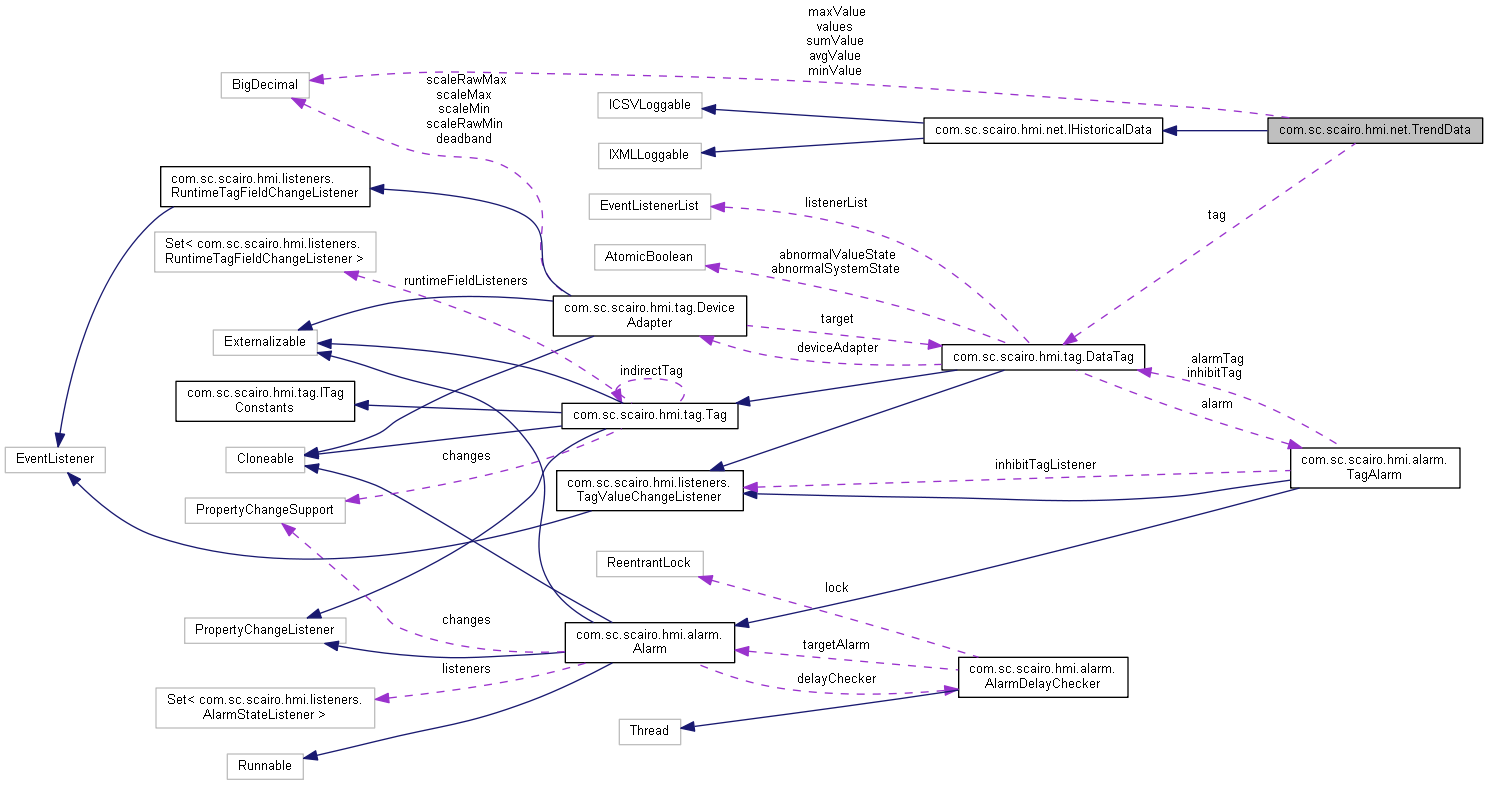 maxValue
values
sumValue
avgValue
minValue
BigDecimal
scaleRawMax
scaleMax
scaleMin
scaleRawMin
deadband
ICSVLoggable
com.sc.scairo.hmi.net.IHistoricalData
com.sc.scairo.hmi.net.TrendData
IXMLLoggable
com.sc.scairo.hmi.listeners.
RuntimeTagFieldChangeListener
EventListenerList
listenerList
tag
Set< com.sc.scairo.hmi.listeners.
RuntimeTagFieldChangeListener >
AtomicBoolean
abnormalValueState
abnormalSystemState
runtimeFieldListeners
com.sc.scairo.hmi.tag.Device
Adapter
target
Externalizable
deviceAdapter
com.sc.scairo.hmi.tag.DataTag
alarmTag
inhibitTag
indirectTag
com.sc.scairo.hmi.tag.ITag
Constants
com.sc.scairo.hmi.tag.Tag
alarm
EventListener
Cloneable
changes
inhibitTagListener
com.sc.scairo.hmi.alarm.
TagAlarm
com.sc.scairo.hmi.listeners.
TagValueChangeListener
PropertyChangeSupport
ReentrantLock
lock
PropertyChangeListener
changes
com.sc.scairo.hmi.alarm.
Alarm
targetAlarm
listeners
delayChecker
com.sc.scairo.hmi.alarm.
AlarmDelayChecker
Set< com.sc.scairo.hmi.listeners.
AlarmStateListener >
Thread
Runnable